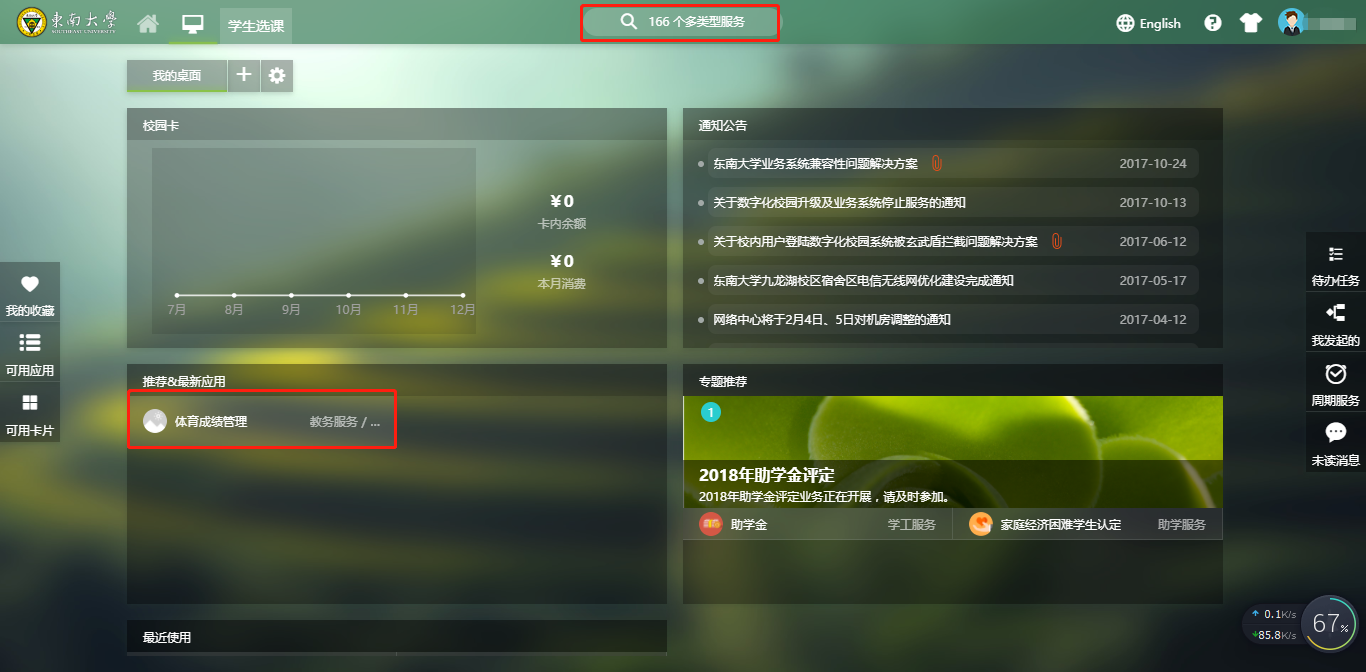 東南大學
SOUTHEAST UNIVERSITY
学生选课
166 个多类型服务
English
我的桌面
校园卡
7月
8月
9月
10月
11月
12月
¥0
卡内余额
¥0
本月消费
通知公告
东南大学业务系统兼容性问题解决方案 2017-10-24
关于数字化校园升级及业务系统停止服务的通知 2017-10-13
关于校内用户登陆数字化校园系统被玄武盾拦截问题解决方案 2017-06-12
东南大学九龙湖校区宿舍区电信无线网优化建设完成通知 2017-05-17
网络中心将于2月4日、5日对机房调整的通知 2017-04-12
我的收藏
可用应用
可用卡片
待办任务
我发起的
周期服务
未读消息
推荐&最新应用
体育成绩管理 教务服务 / ...
专题推荐
1
2018年助学金评定
2018年助学金评定业务正在开展，请及时参加。
助学金 学工服务
家庭经济困难学生认定 助学服务
最近使用
0.1K/s
85.8K/s
67%